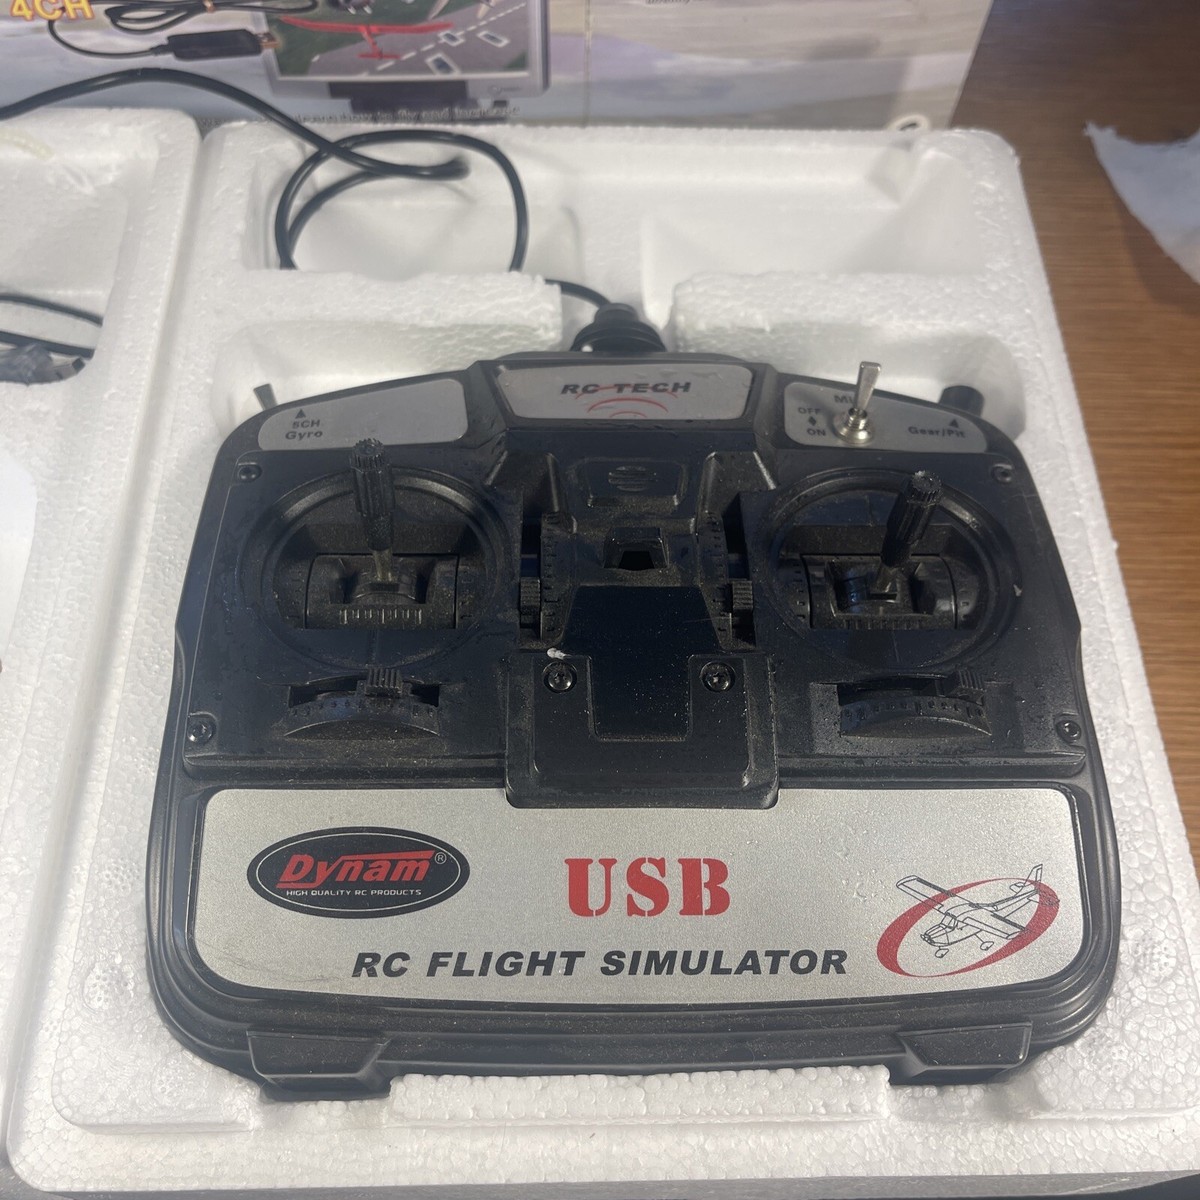 4CH
RC TECH
5CH
Gyro
OFF
ON
Gear/Pit
Dynam®
HIGH QUALITY RC PRODUCTS
USB
RC FLIGHT SIMULATOR